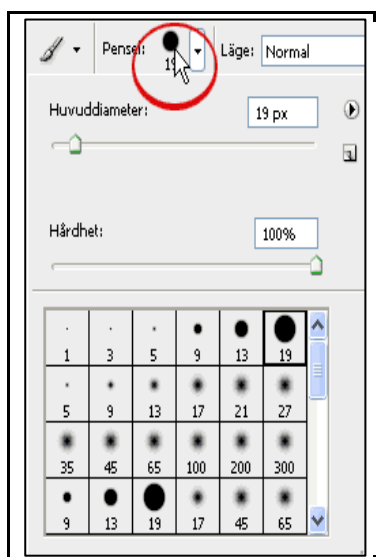 Pensel: 19 Läge: Normal
Huvuddiameter: 19 px
Hårdhet: 100%
1 3 5 9 13 19
5 9 13 17 21 27
35 45 65 100 200 300
9 13 19 17 45 65